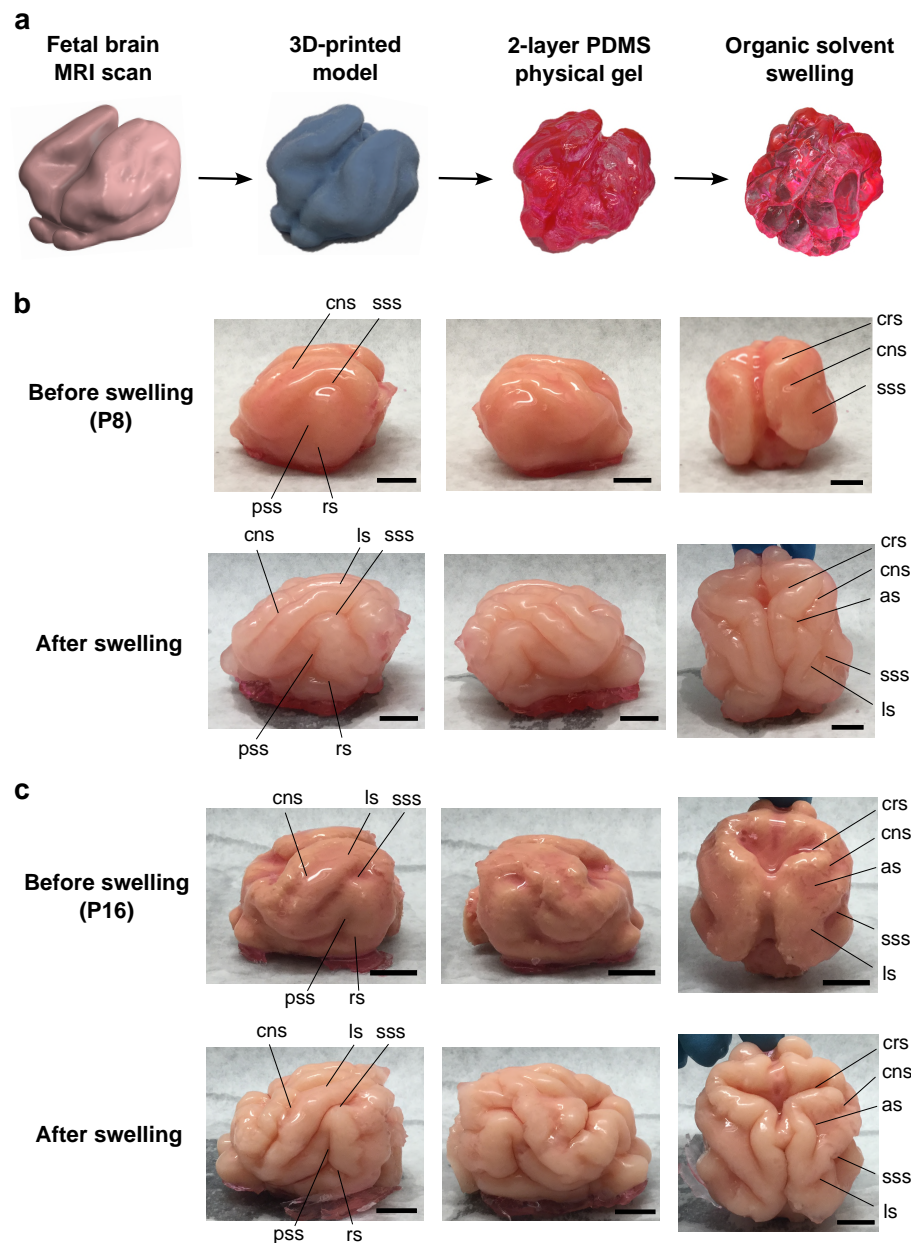 a
Fetal brain
MRI scan
3D-printed
model
2-layer PDMS
physical gel
Organic solvent
swelling
b
cns
sss
crs
cns
sss
Before swelling
(P8)
pss
rs
cns
ls
sss
crs
cns
as
sss
ls
After swelling
pss
rs
c
cns
ls
sss
crs
cns
as
sss
ls
Before swelling
(P16)
pss
rs
cns
ls
sss
crs
cns
as
sss
ls
After swelling
pss
rs